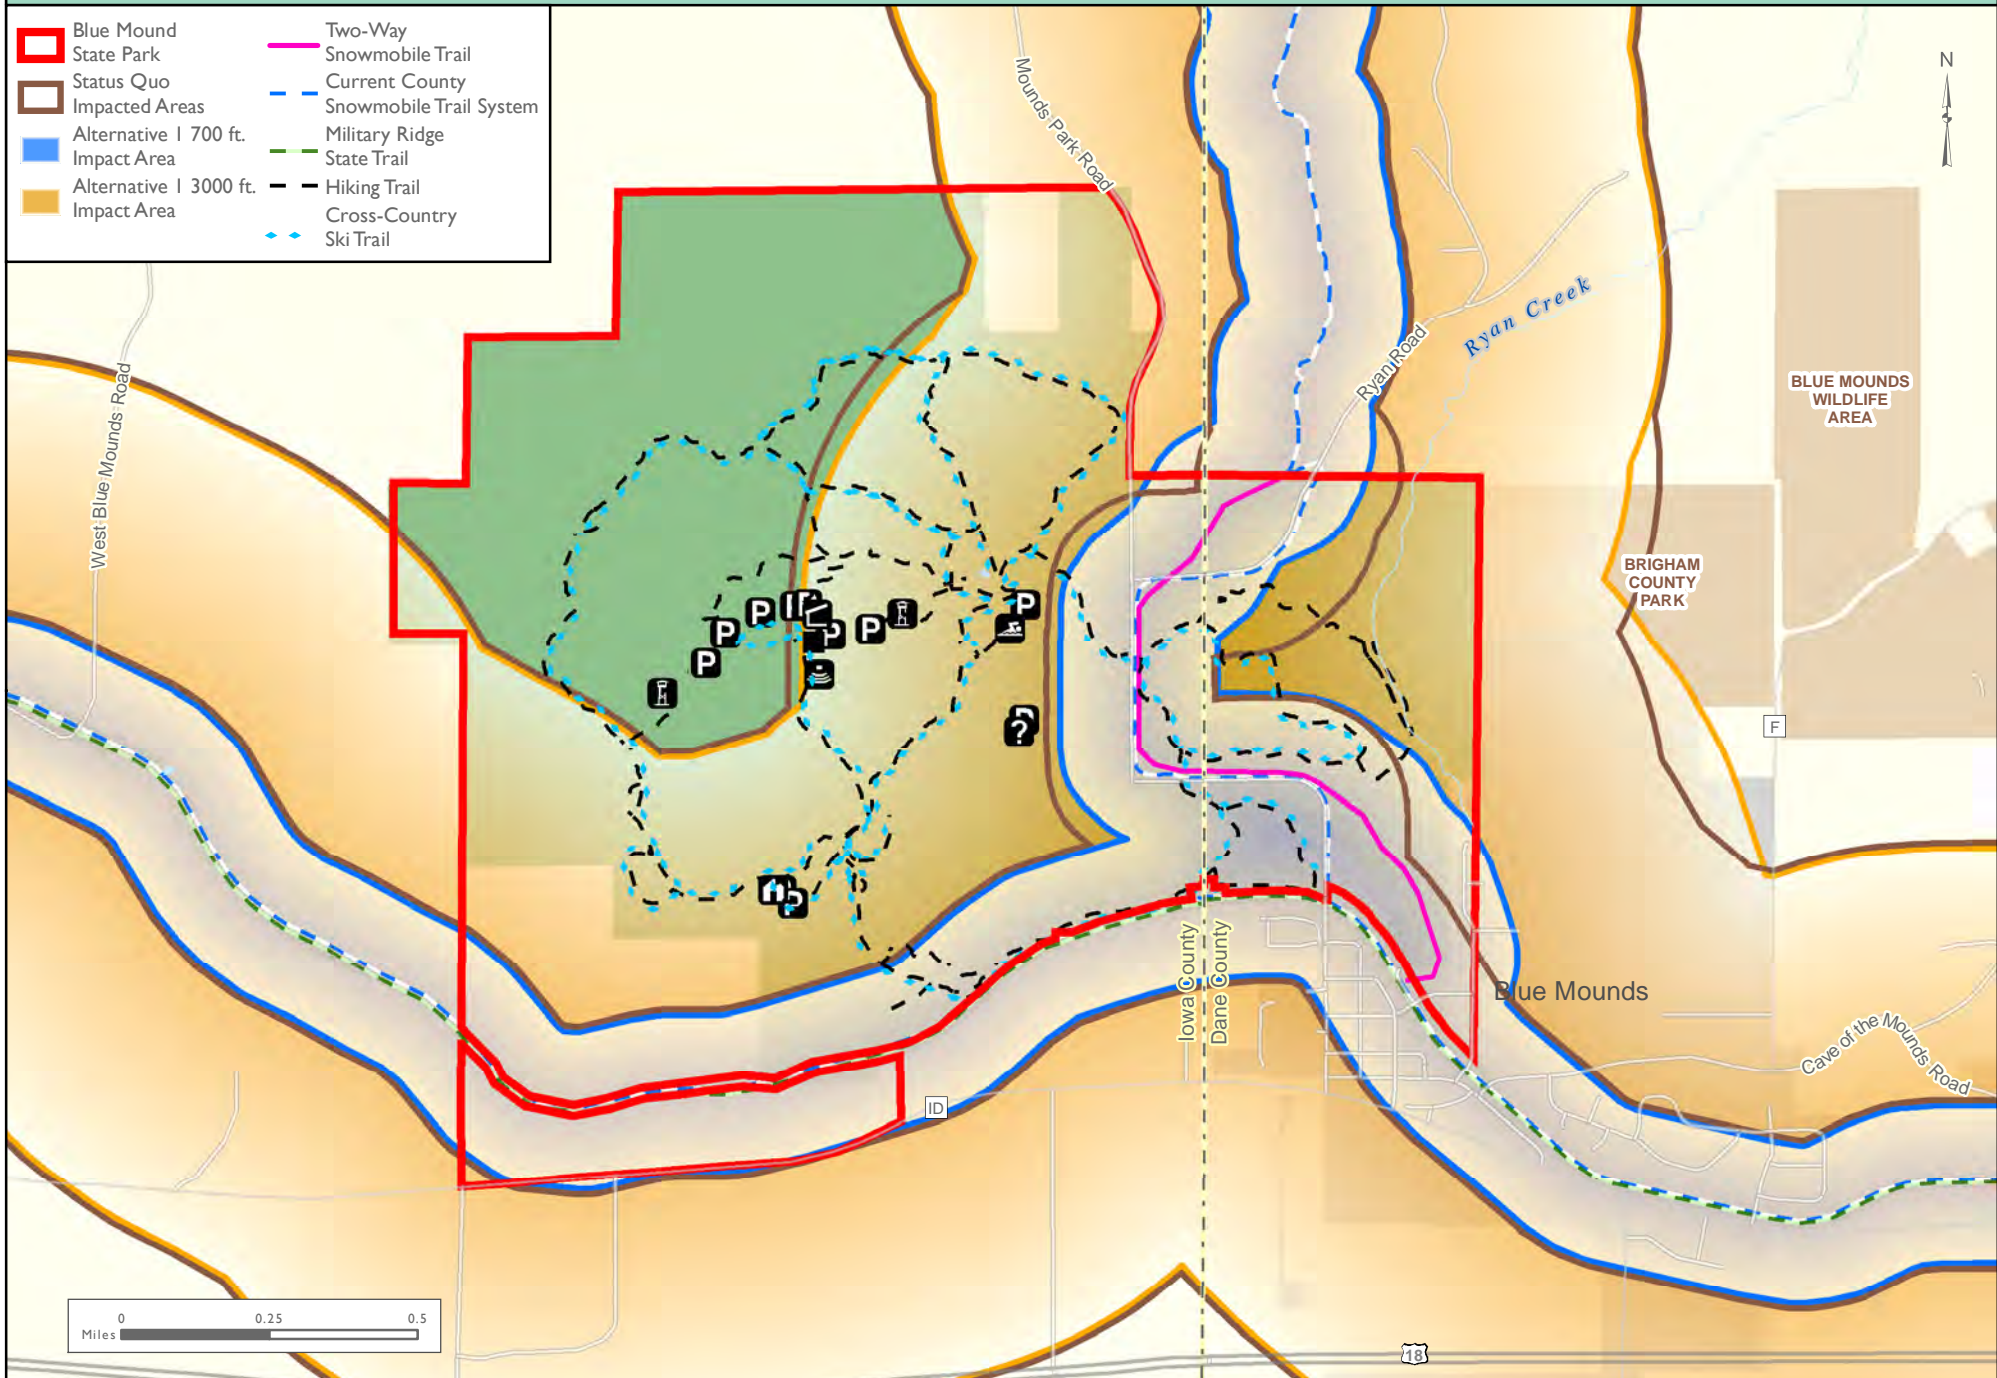 Blue Mound
State Park
Status Quo
Impacted Areas
Alternative 1 700 ft.
Impact Area
Alternative 1 3000 ft.
Impact Area
Two-Way
Snowmobile Trail
Current County
Snowmobile Trail System
Military Ridge
State Trail
Hiking Trail
Cross-Country
Ski Trail
N
Mounds Park Road
Ryan Creek
Ryan Road
West Blue Mounds Road
BLUE MOUNDS
WILDLIFE
AREA
BRIGHAM
COUNTY
PARK
P
P
P
P
P
P
?
F
P
Iowa County
Dane County
Blue Mounds
Cave of the Mounds Road
ID
0 0.25 0.5
Miles
18